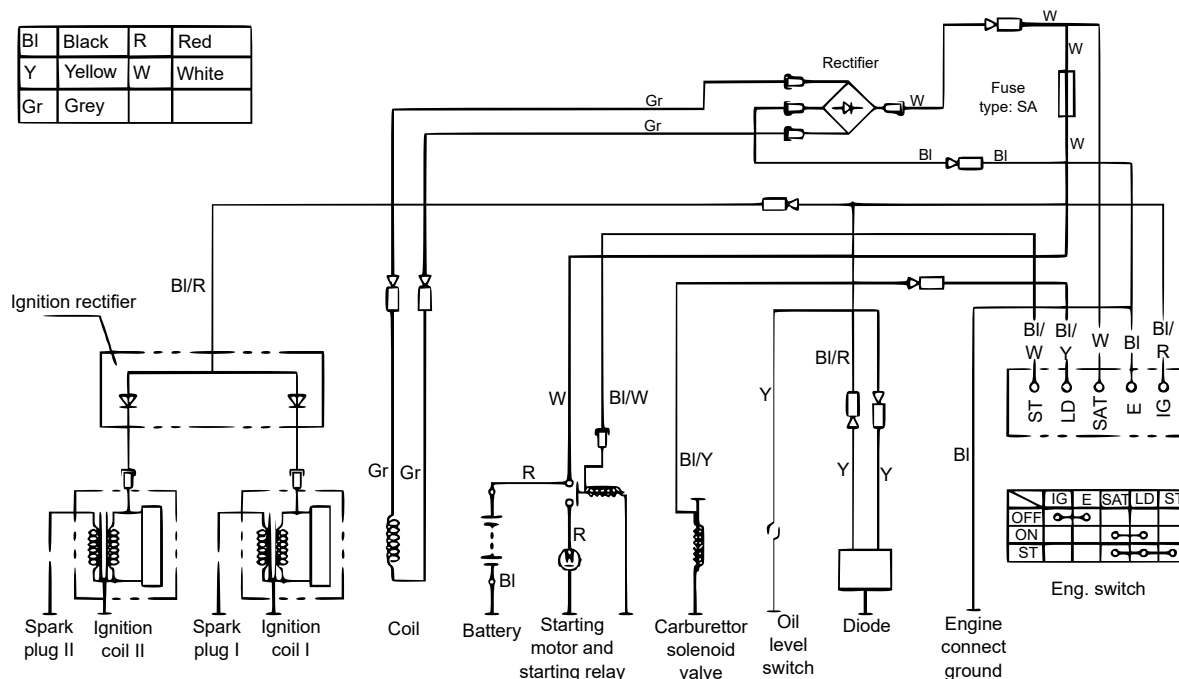 Bl Black R Red
Y Yellow W White
Gr Grey
Rectifier
W
W
Fuse
type: SA
W
W
Gr
Gr
Bl
Bl
Bl/R
Ignition rectifier
W
Bl/W
Bl/Y
Y
Bl/R
Y
Y
Bl
Bl/
W
Bl/
Y
W
Bl
Bl/
R
ST
LD
SAT
E
IG
Gr
Gr
R
R
Bl
IG E SAT LD ST
OFF
ON
ST
Eng. switch
Spark
plug II
Ignition
coil II
Spark
plug I
Ignition
coil I
Coil
Battery
Starting
motor and
starting relay
Carburettor
solenoid
valve
Oil
level
switch
Diode
Engine
connect
ground